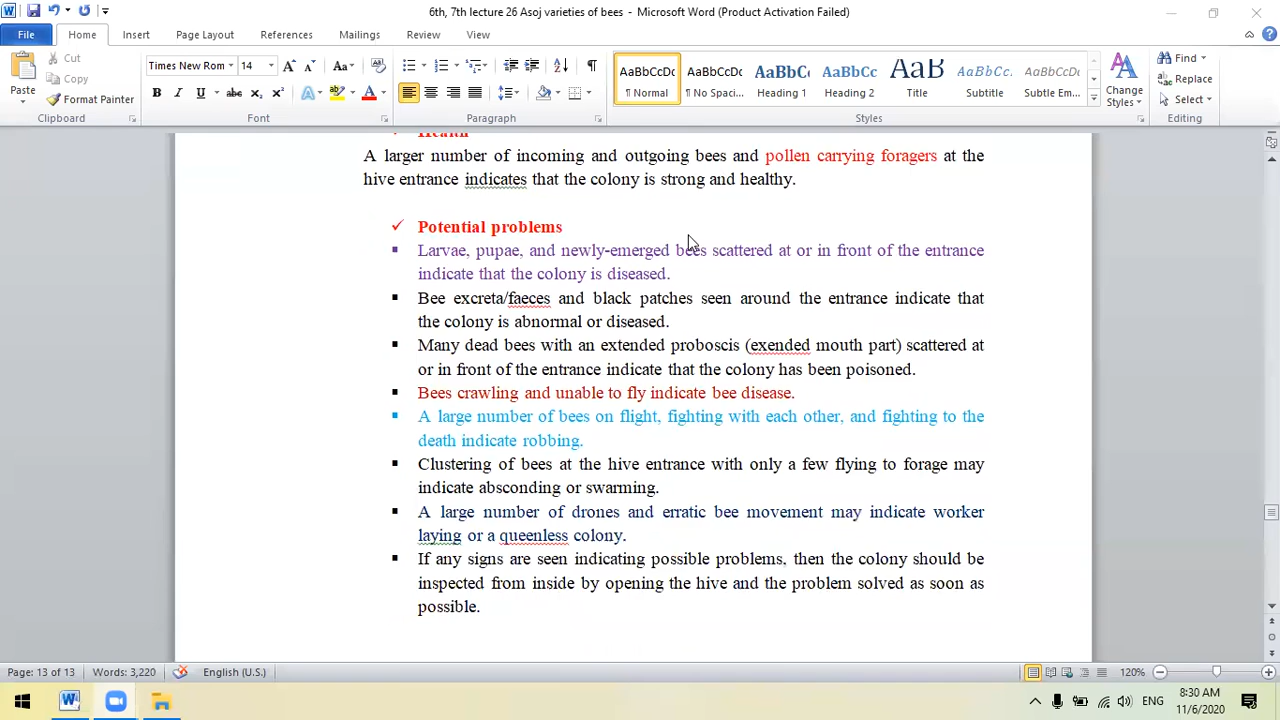 6th, 7th lecture 26 Asoj varieties of bees - Microsoft Word (Product Activation Failed)
File Home Insert Page Layout References Mailings Review View
Paste
Cut
Copy
Format Painter
Clipboard
Times New Rom 14
Font
Paragraph
AaBbCcDc AaBbCcDc AaBbCc AaBbCc AaB AaBbCcL AaBbCcDc
¶ Normal ¶ No Spaci... Heading 1 Heading 2 Title Subtitle Subtle Em...
Change Styles
Styles
Find
Replace
Select
Editing
Health
A larger number of incoming and outgoing bees and pollen carrying foragers at the
hive entrance indicates that the colony is strong and healthy.
✓ Potential problems
▪ Larvae, pupae, and newly-emerged bees scattered at or in front of the entrance
indicate that the colony is diseased.
▪ Bee excreta/faeces and black patches seen around the entrance indicate that
the colony is abnormal or diseased.
▪ Many dead bees with an extended proboscis (exended mouth part) scattered at
or in front of the entrance indicate that the colony has been poisoned.
▪ Bees crawling and unable to fly indicate bee disease.
▪ A large number of bees on flight, fighting with each other, and fighting to the
death indicate robbing.
▪ Clustering of bees at the hive entrance with only a few flying to forage may
indicate absconding or swarming.
▪ A large number of drones and erratic bee movement may indicate worker
laying or a queenless colony.
▪ If any signs are seen indicating possible problems, then the colony should be
inspected from inside by opening the hive and the problem solved as soon as
possible.
Page: 13 of 13 Words: 3,220 English (U.S.) 120%
ENG 8:30 AM
11/6/2020